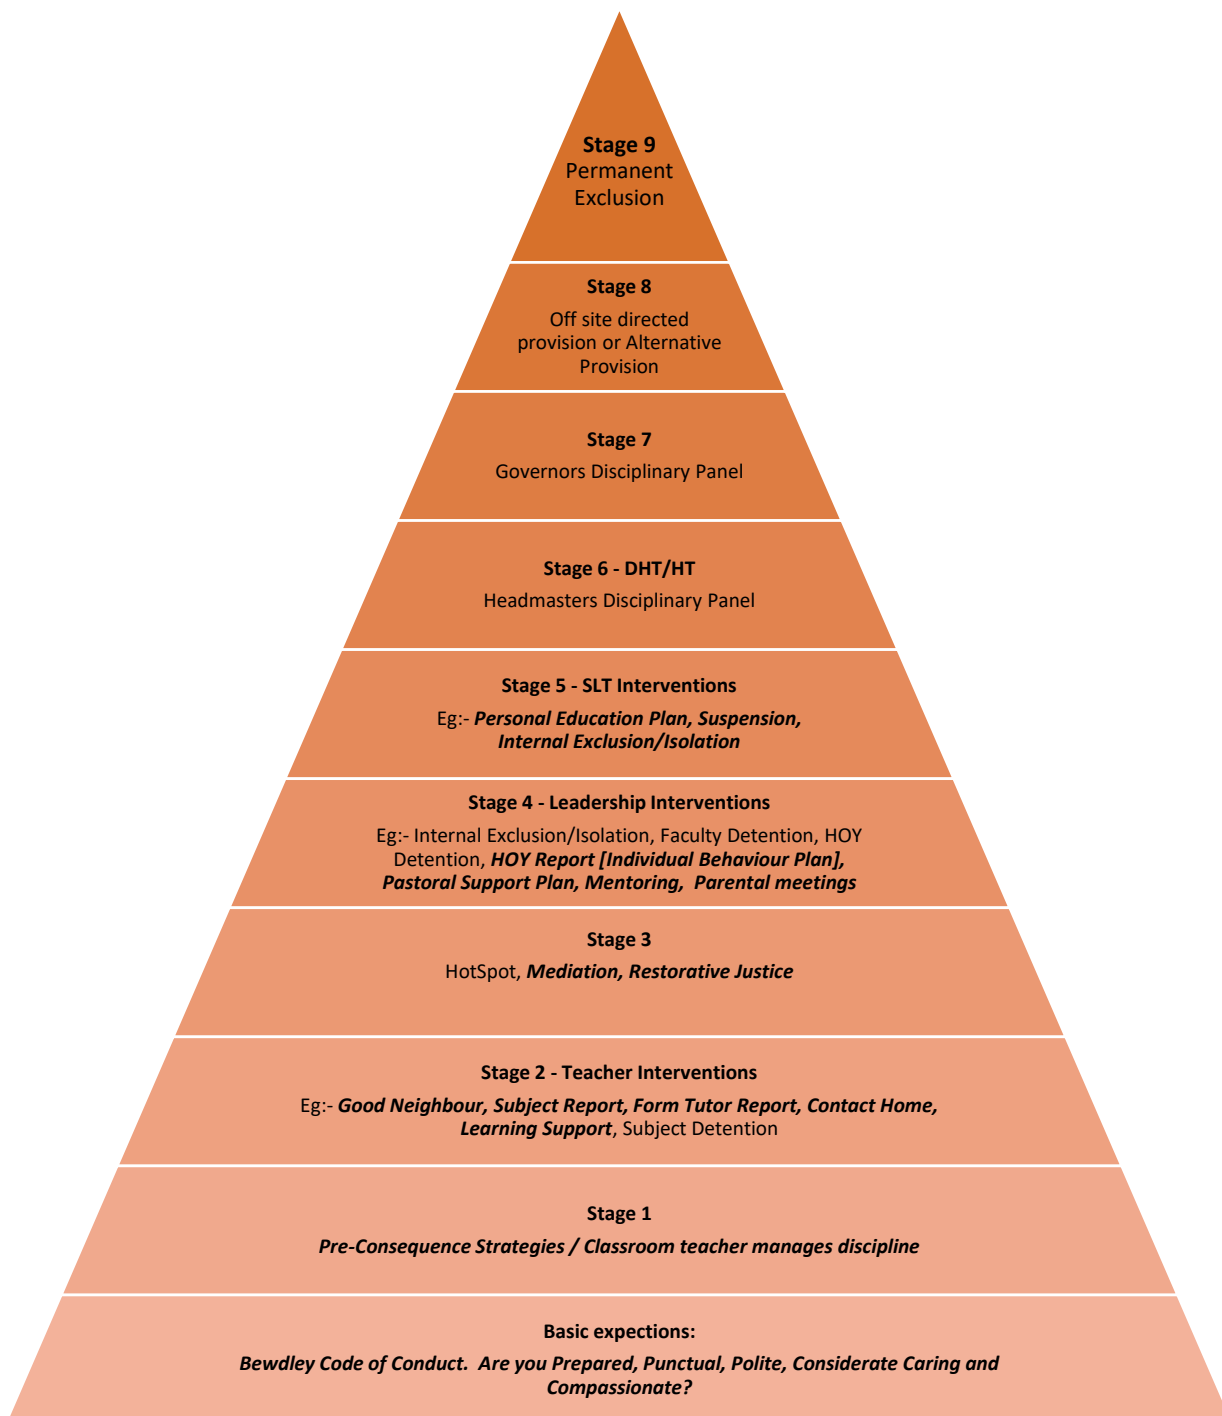 Stage 9
Permanent
Exclusion
Stage 8
Off site directed
provision or Alternative
Provision
Stage 7
Governors Disciplinary Panel
Stage 6 - DHT/HT
Headmasters Disciplinary Panel
Stage 5 - SLT Interventions
Eg:- Personal Education Plan, Suspension,
Internal Exclusion/Isolation
Stage 4 - Leadership Interventions
Eg:- Internal Exclusion/Isolation, Faculty Detention, HOY
Detention, HOY Report [Individual Behaviour Plan],
Pastoral Support Plan, Mentoring,  Parental meetings
Stage 3
HotSpot, Mediation, Restorative Justice
Stage 2 - Teacher Interventions
Eg:- Good Neighbour, Subject Report, Form Tutor Report, Contact Home,
Learning Support, Subject Detention
Stage 1
Pre-Consequence Strategies / Classroom teacher manages discipline
Basic expections:
Bewdley Code of Conduct.  Are you Prepared, Punctual, Polite, Considerate Caring and
Compassionate?